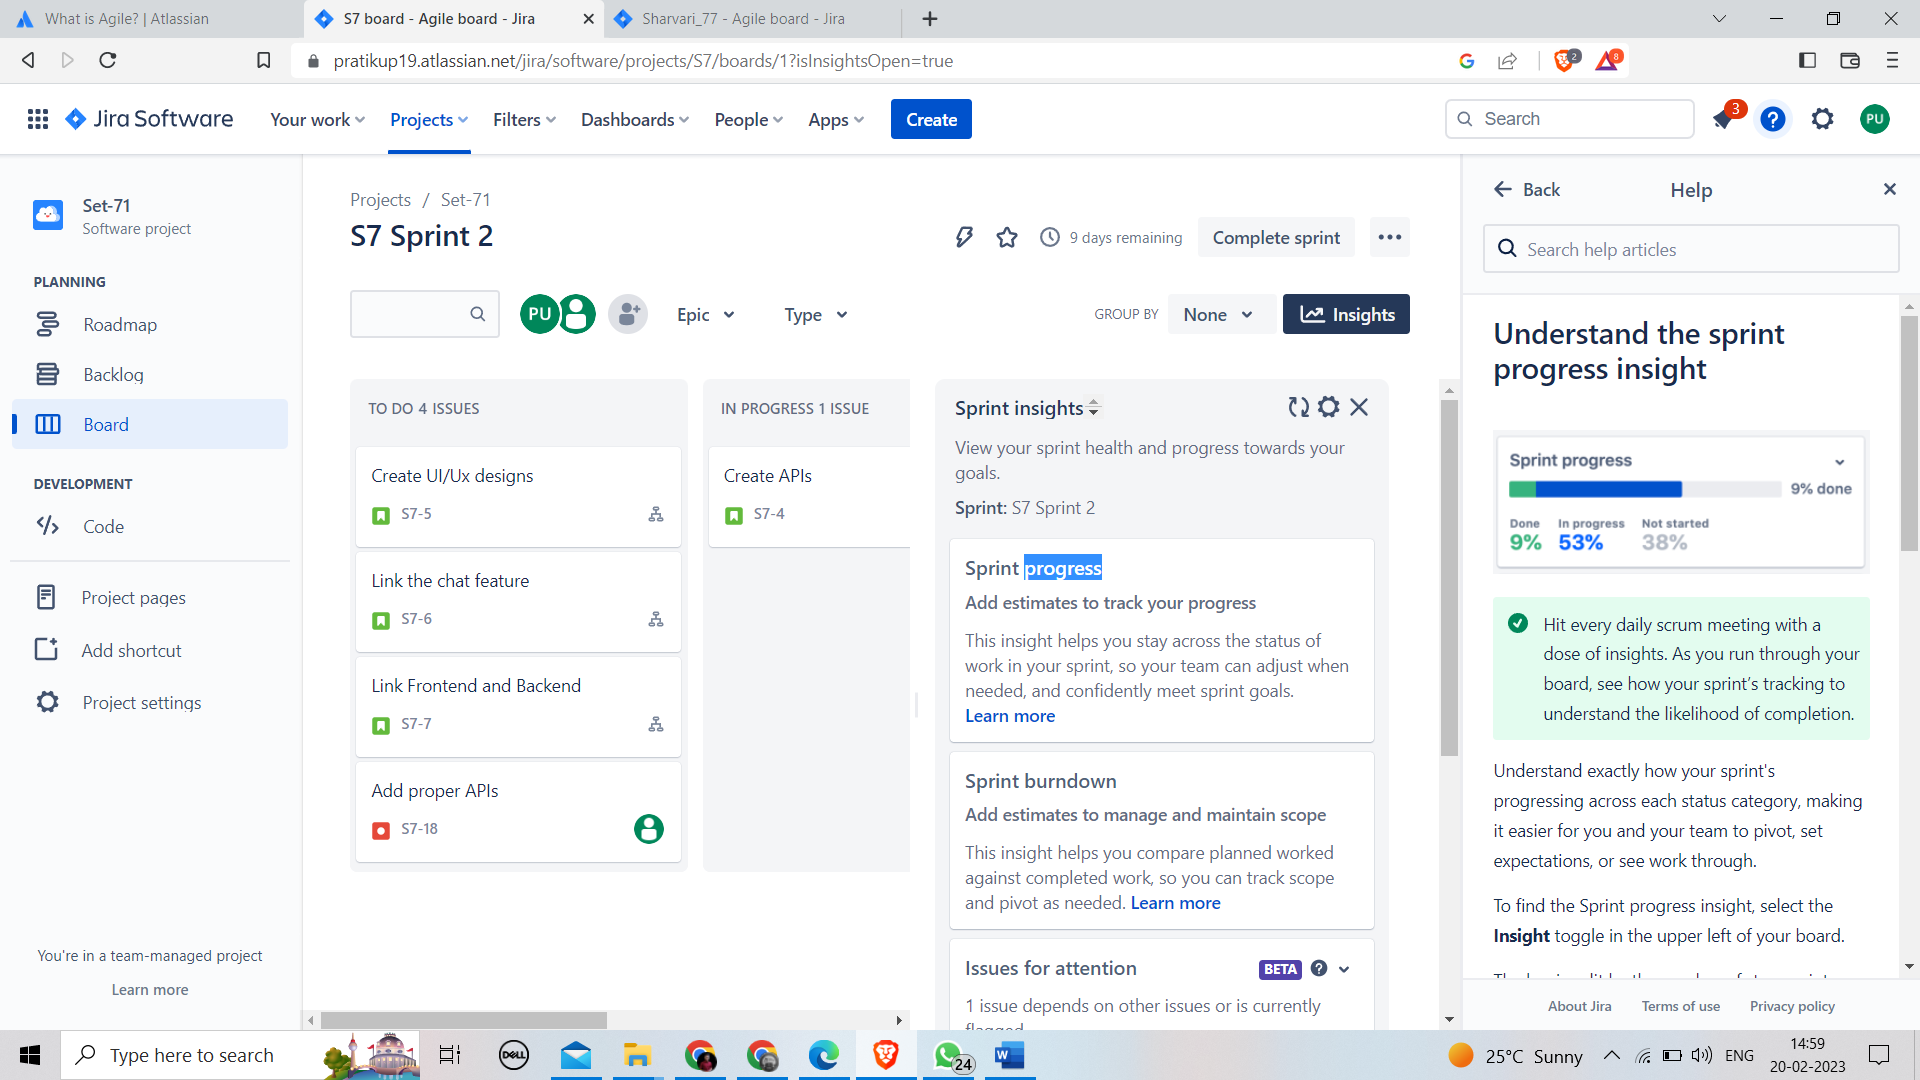 What is Agile? | Atlassian
S7 board - Agile board - Jira
Sharvari_77 - Agile board - Jira
pratikup19.atlassian.net/jira/software/projects/S7/boards/1?isInsightsOpen=true
2
8
Jira Software
Your work
Projects
Filters
Dashboards
People
Apps
Create
Search
3
PU
Set-71
Software project
PLANNING
Roadmap
Backlog
Board
DEVELOPMENT
Code
Project pages
Add shortcut
Project settings
You're in a team-managed project
Learn more
Projects / Set-71
S7 Sprint 2
9 days remaining
Complete sprint
PU
Epic
Type
GROUP BY
None
Insights
TO DO 4 ISSUES
Create UI/Ux designs
S7-5
Link the chat feature
S7-6
Link Frontend and Backend
S7-7
Add proper APIs
S7-18
IN PROGRESS 1 ISSUE
Create APIs
S7-4
Sprint insights
View your sprint health and progress towards your
goals.
Sprint: S7 Sprint 2
Sprint progress
Add estimates to track your progress
This insight helps you stay across the status of
work in your sprint, so your team can adjust when
needed, and confidently meet sprint goals.
Learn more
Sprint burndown
Add estimates to manage and maintain scope
This insight helps you compare planned worked
against completed work, so you can track scope
and pivot as needed. Learn more
Issues for attention
BETA
1 issue depends on other issues or is currently
flagged
Back
Help
Search help articles
Understand the sprint
progress insight
Sprint progress
9% done
Done In progress Not started
9% 53% 38%
Hit every daily scrum meeting with a
dose of insights. As you run through your
board, see how your sprint's tracking to
understand the likelihood of completion.
Understand exactly how your sprint's
progressing across each status category, making
it easier for you and your team to pivot, set
expectations, or see work through.
To find the Sprint progress insight, select the
Insight toggle in the upper left of your board.
About Jira
Terms of use
Privacy policy
Type here to search
DELL
24
W
25°C Sunny
ENG
14:59
20-02-2023